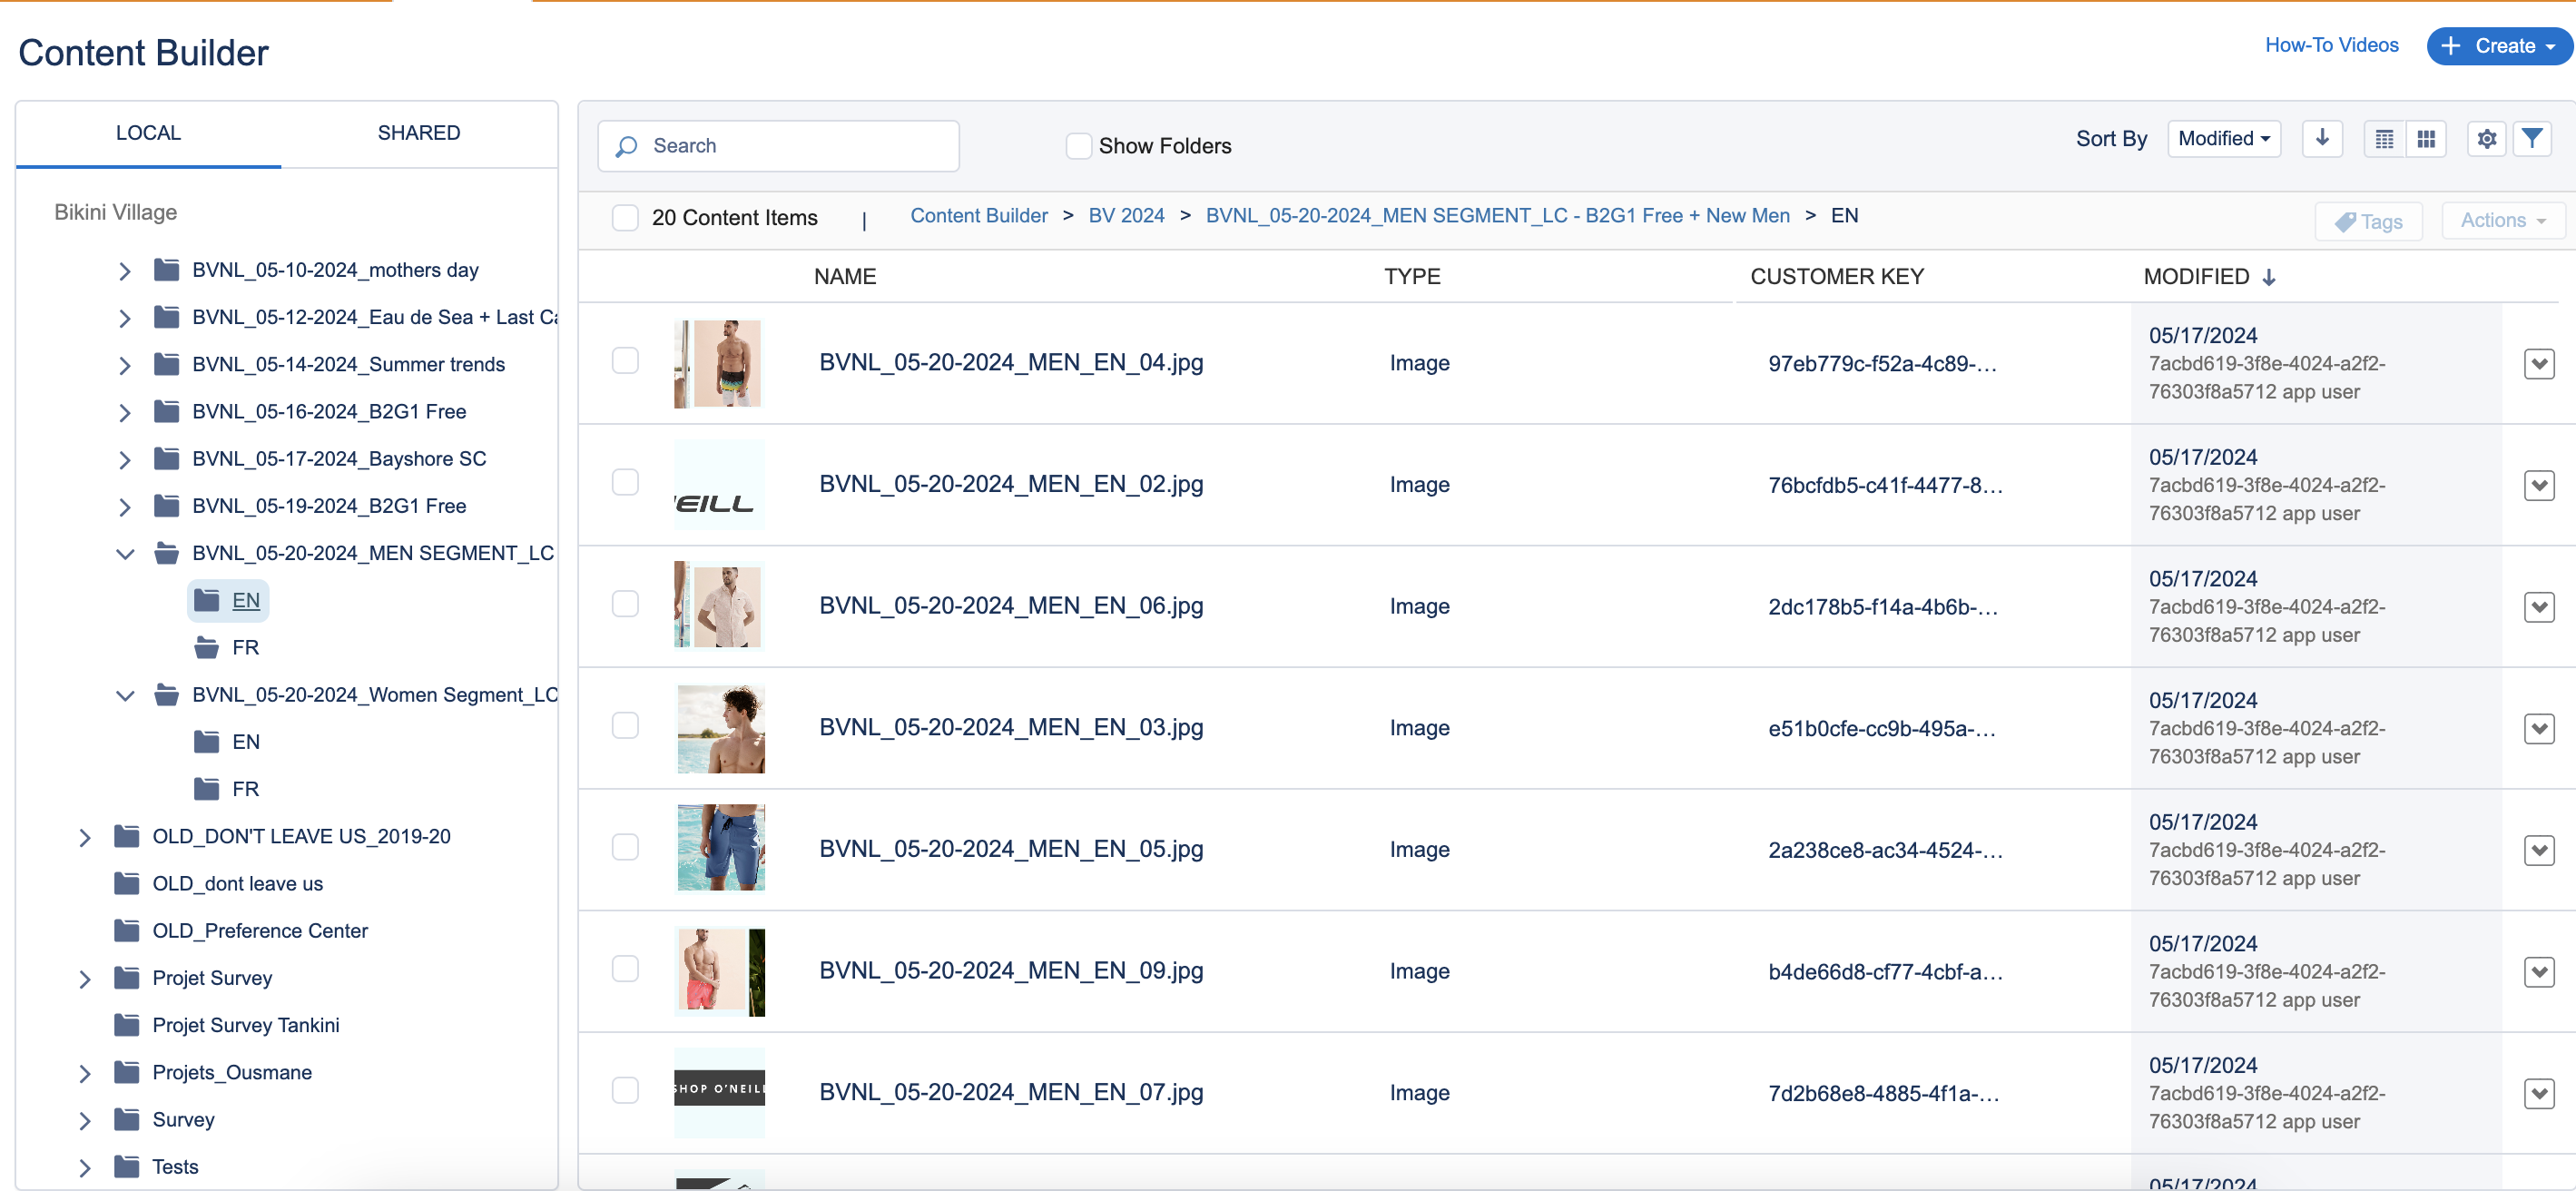 Content Builder
How-To Videos
+ Create
LOCAL
SHARED
Bikini Village
BVNL_05-10-2024_mothers day
BVNL_05-12-2024_Eau de Sea + Last Ca
BVNL_05-14-2024_Summer trends
BVNL_05-16-2024_B2G1 Free
BVNL_05-17-2024_Bayshore SC
BVNL_05-19-2024_B2G1 Free
BVNL_05-20-2024_MEN SEGMENT_LC
EN
FR
BVNL_05-20-2024_Women Segment_LC
EN
FR
OLD_DON'T LEAVE US_2019-20
OLD_dont leave us
OLD_Preference Center
Projet Survey
Projet Survey Tankini
Projets_Ousmane
Survey
Tests
Search
Show Folders
Sort By Modified
20 Content Items | Content Builder > BV 2024 > BVNL_05-20-2024_MEN SEGMENT_LC - B2G1 Free + New Men > EN
Tags
Actions
NAME TYPE CUSTOMER KEY MODIFIED
BVNL_05-20-2024_MEN_EN_04.jpg Image 97eb779c-f52a-4c89-... 05/17/2024
7acbd619-3f8e-4024-a2f2-
76303f8a5712 app user
EILL
BVNL_05-20-2024_MEN_EN_02.jpg Image 76bcfdb5-c41f-4477-8... 05/17/2024
7acbd619-3f8e-4024-a2f2-
76303f8a5712 app user
BVNL_05-20-2024_MEN_EN_06.jpg Image 2dc178b5-f14a-4b6b-... 05/17/2024
7acbd619-3f8e-4024-a2f2-
76303f8a5712 app user
BVNL_05-20-2024_MEN_EN_03.jpg Image e51b0cfe-cc9b-495a-... 05/17/2024
7acbd619-3f8e-4024-a2f2-
76303f8a5712 app user
BVNL_05-20-2024_MEN_EN_05.jpg Image 2a238ce8-ac34-4524-... 05/17/2024
7acbd619-3f8e-4024-a2f2-
76303f8a5712 app user
BVNL_05-20-2024_MEN_EN_09.jpg Image b4de66d8-cf77-4cbf-a... 05/17/2024
7acbd619-3f8e-4024-a2f2-
76303f8a5712 app user
SHOP O'NEILL
BVNL_05-20-2024_MEN_EN_07.jpg Image 7d2b68e8-4885-4f1a-... 05/17/2024
7acbd619-3f8e-4024-a2f2-
76303f8a5712 app user
05/17/2024